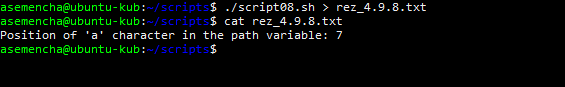 asemencha@ubuntu-kub:~/scripts$ ./script08.sh > rez_4.9.8.txt
asemencha@ubuntu-kub:~/scripts$ cat rez_4.9.8.txt
Position of 'a' character in the path variable: 7
asemencha@ubuntu-kub:~/scripts$